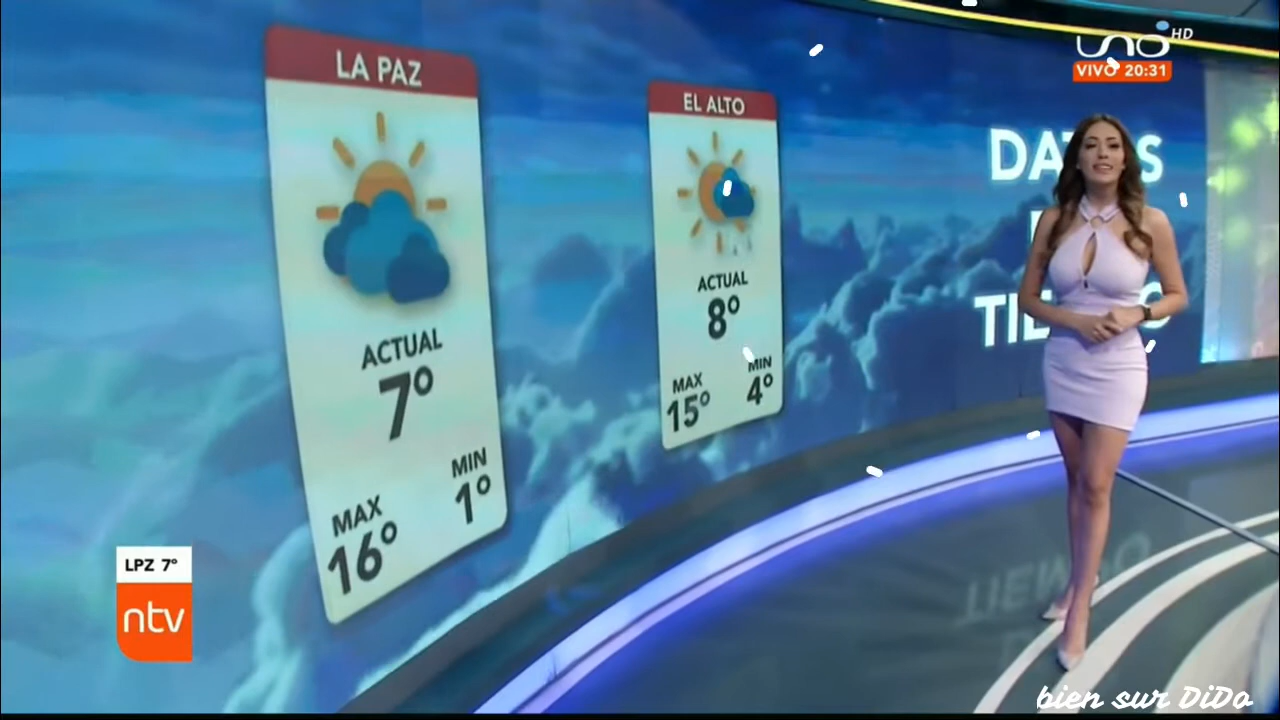 LA PAZ
ACTUAL
7°
MAX
16°
MIN
1°
EL ALTO
ACTUAL
8°
MAX
15°
MIN
4°
UNO HD
VIVO 20:31
LPZ 7°
ntv
bien sur DiDo